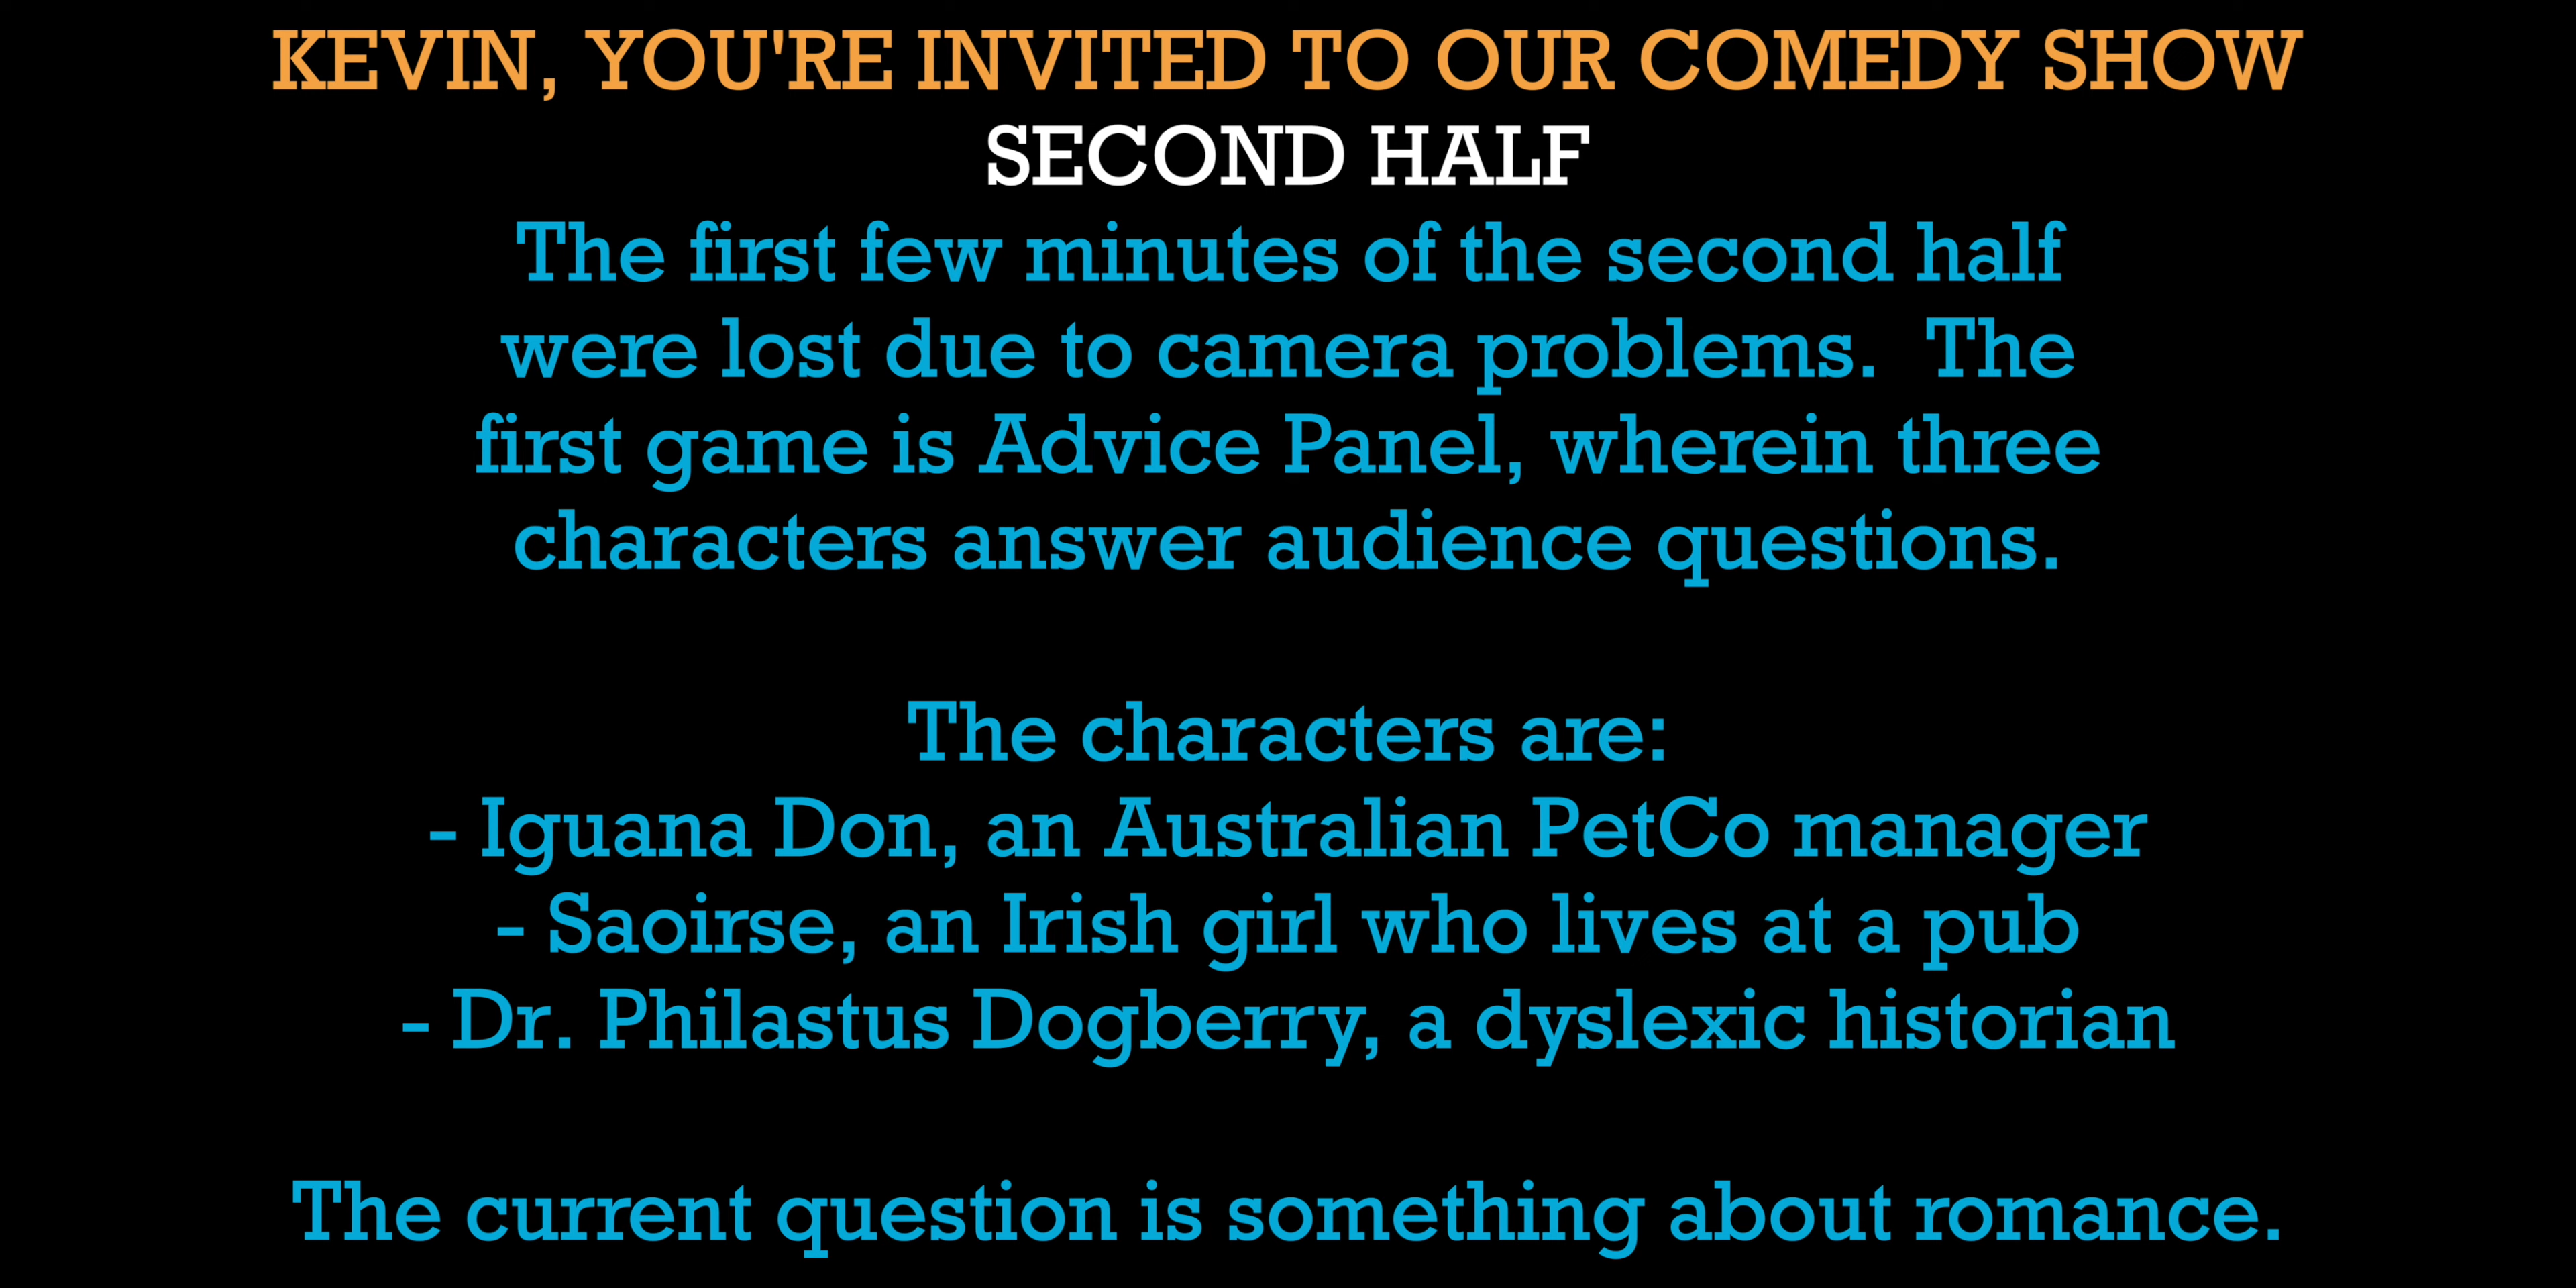 KEVIN, YOU'RE INVITED TO OUR COMEDY SHOW
SECOND HALF
The first few minutes of the second half
were lost due to camera problems.  The
first game is Advice Panel, wherein three
characters answer audience questions.
The characters are:
- Iguana Don, an Australian PetCo manager
- Saoirse, an Irish girl who lives at a pub
- Dr. Philastus Dogberry, a dyslexic historian
The current question is something about romance.